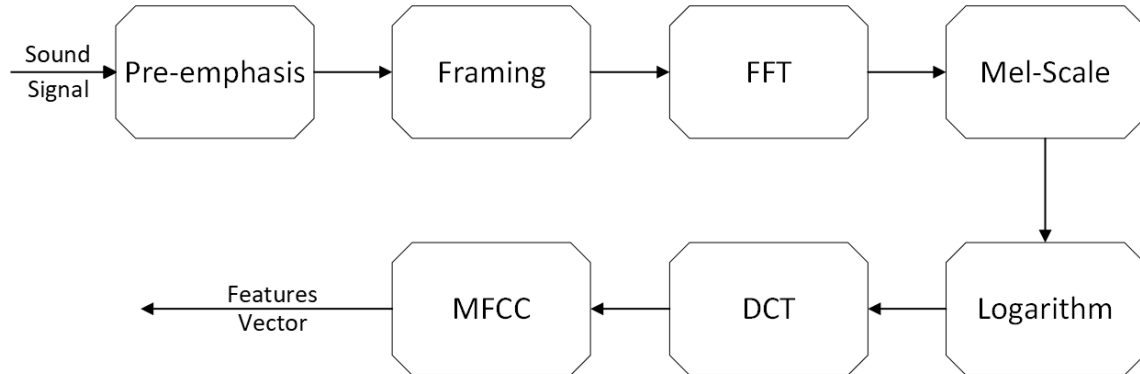 Sound
Signal
Pre-emphasis
Framing
FFT
Mel-Scale
Logarithm
DCT
MFCC
Features
Vector